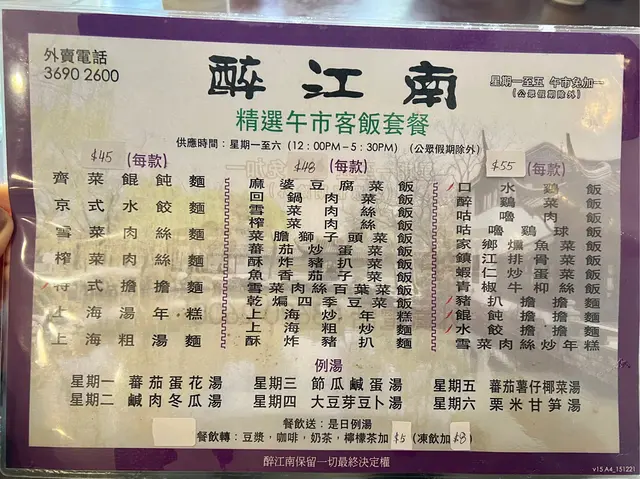 外賣電話
3690 2600
醉江南
星期一至五 午市免加一
(公眾假期除外)
精選午市客飯套餐
供應時間：星期一至六 (12：00PM－5：30PM) (公眾假期除外)
$45 (每款)
齊菜餛飩麵
京式水餃麵
雪菜肉絲麵
榨菜肉絲麵
特式擔擔麵
上海湯年糕
上海粗湯麵
$48 (每款)
麻婆豆腐菜飯
回鍋肉菜飯
雪菜肉絲飯
榨菜肉絲飯
菜膽獅子頭菜飯
蕃茄炒蛋菜飯
酥炸豬扒菜飯
魚香茄子菜飯
雪菜肉絲百葉菜飯
乾煸四季豆菜飯
上海炒年糕
上海粗炒麵
酥炸豬扒麵
$55 (每款)
口水雞飯
醉雞菜飯
咕嚕肉飯
咕嚕雞球飯
家鄉爌魚菜飯
鎮江排骨菜飯
蝦仁炒蛋菜飯
青椒牛柳絲飯
豬扒擔擔麵
餛飩擔擔麵
水餃擔擔麵
雪菜肉絲炒年糕
例湯
星期一 蕃茄蛋花湯
星期三 節瓜鹹蛋湯
星期五 蕃茄薯仔椰菜湯
星期二 鹹肉冬瓜湯
星期四 大豆芽豆卜湯
星期六 栗米甘筍湯
餐飲送：是日例湯
餐飲轉：豆漿，咖啡，奶茶，檸檬茶加 $5 (凍飲加 $8)
醉江南保留一切最終決定權
v15 A4_151221